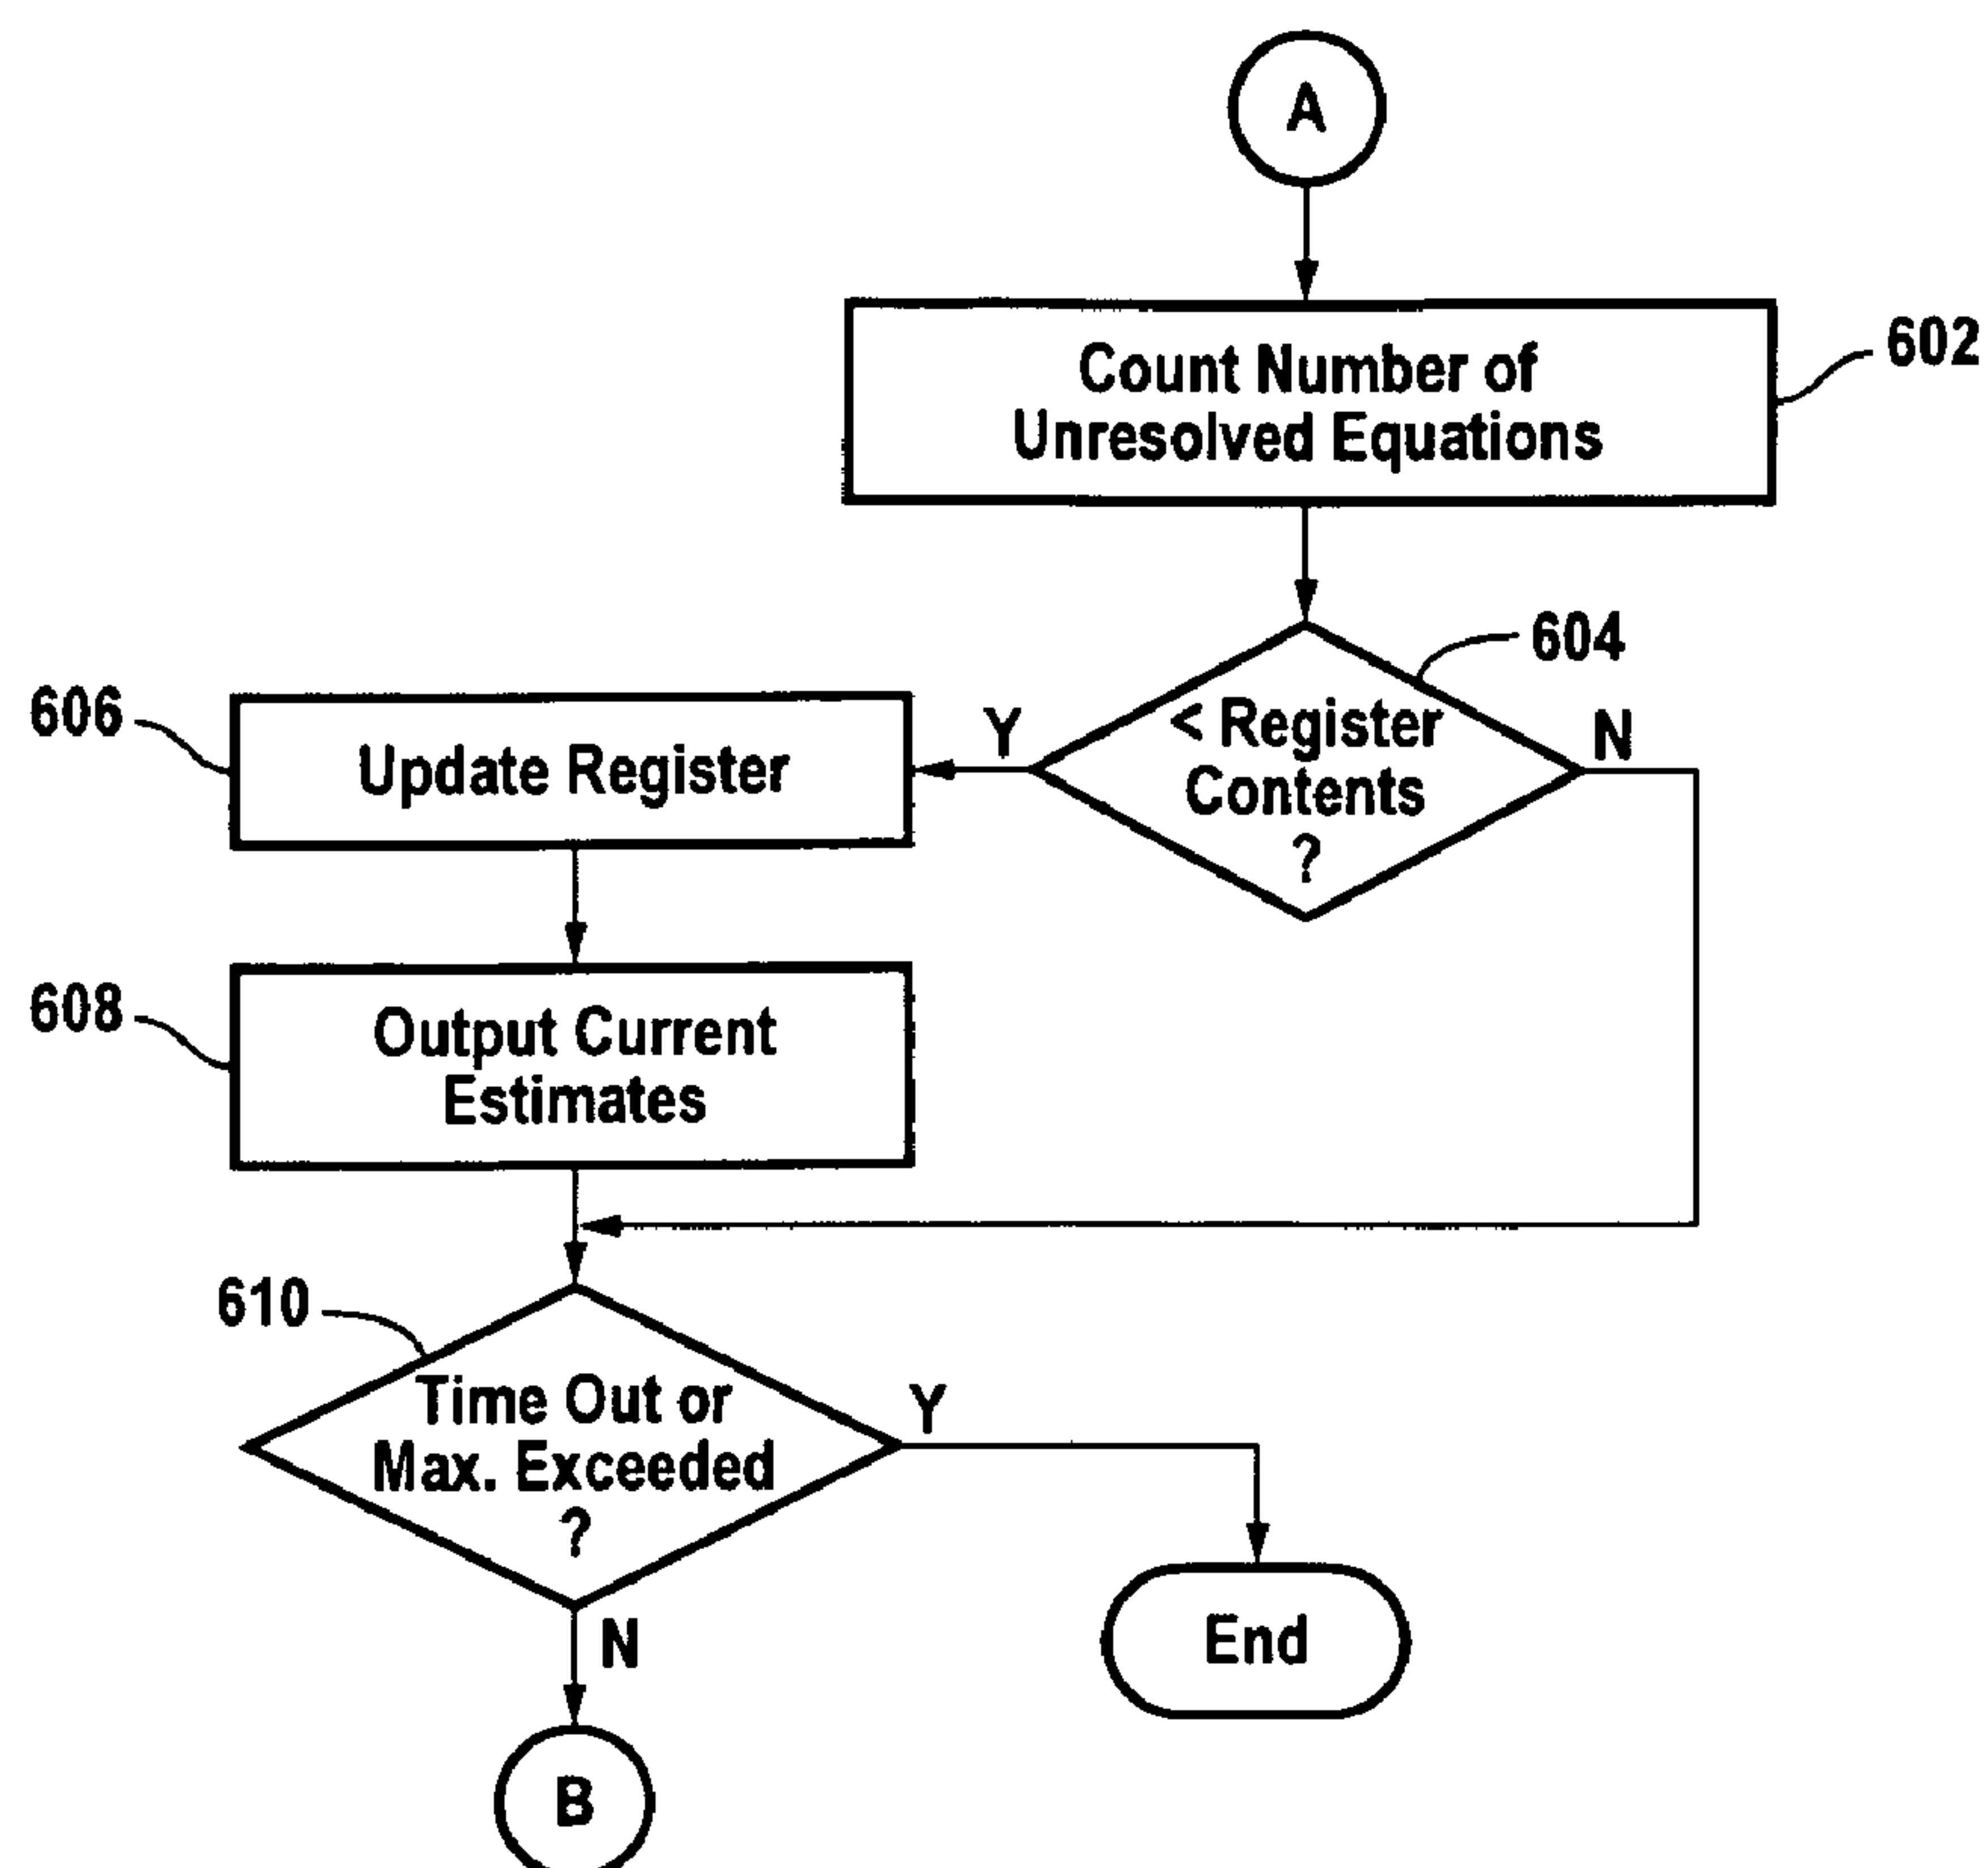 A
Count Number of
Unresolved Equations
602
604
< Register
Contents
?
Y
N
606
Update Register
608
Output Current
Estimates
610
Time Out or
Max. Exceeded
?
Y
N
End
B